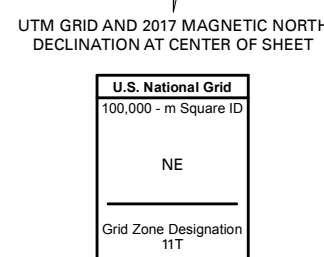 UTM GRID AND 2017 MAGNETIC NORTH
DECLINATION AT CENTER OF SHEET
U.S. National Grid
100,000 - m Square ID
NE
Grid Zone Designation
11T